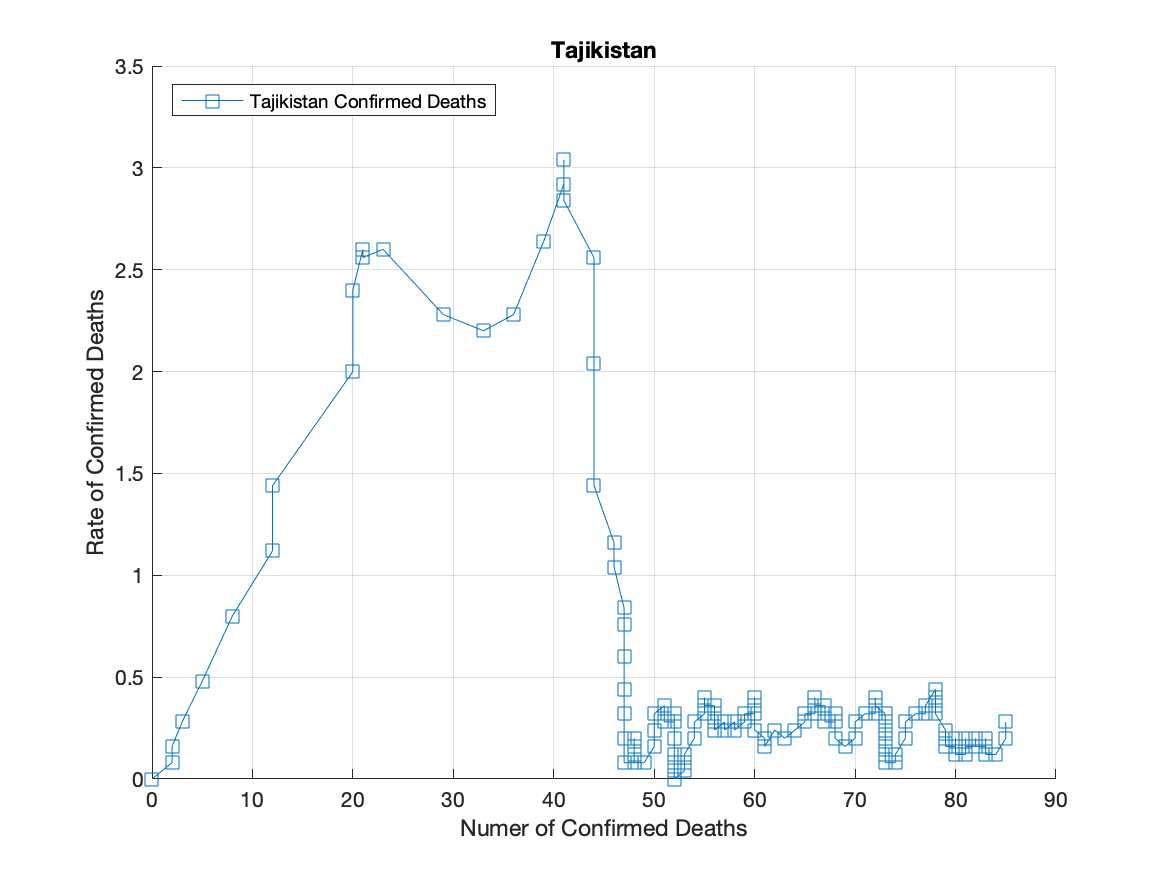 Tajikistan
Tajikistan Confirmed Deaths
3.5
3
2.5
2
1.5
1
0.5
0
Rate of Confirmed Deaths
0 10 20 30 40 50 60 70 80 90
Numer of Confirmed Deaths